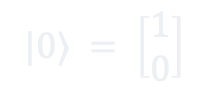 |0⟩ = [1
0]